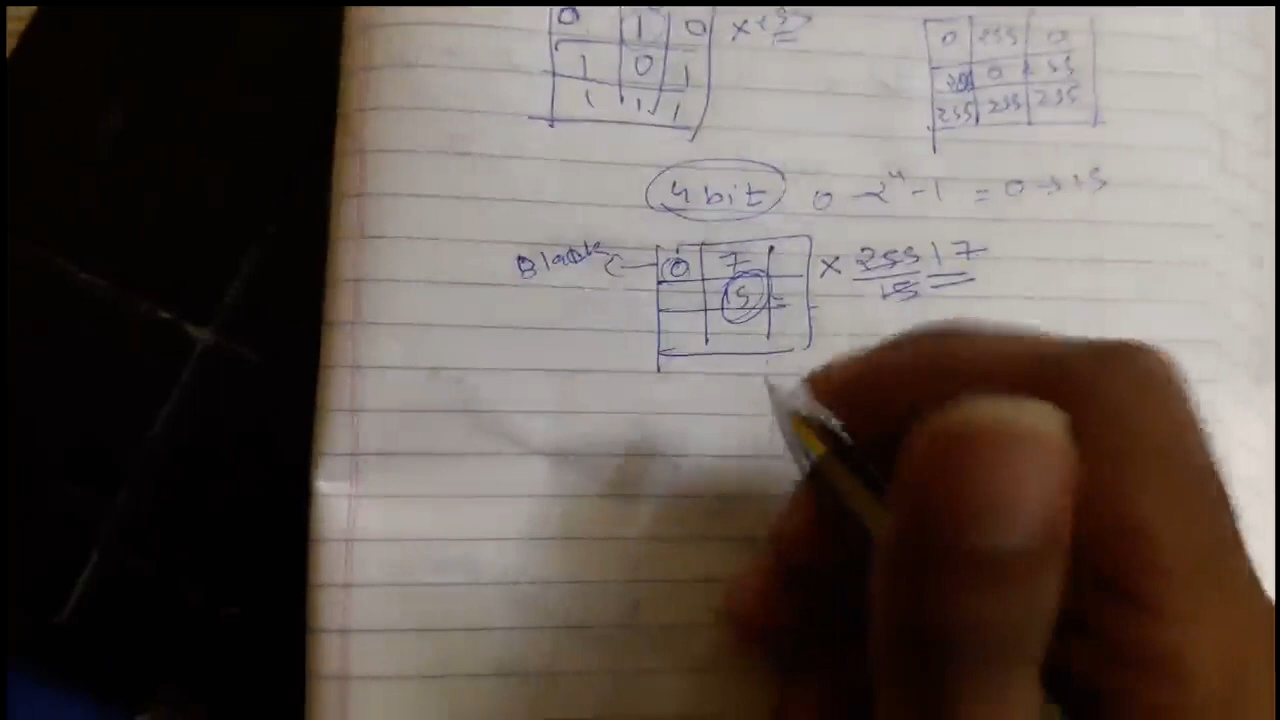 0 1 0 × 255
1 0 1
1 1 1
0 255 0
255 0 255
255 255 255
4 bit 0 - 2⁴ - 1 = 0 → 15
Black 0 7 × 255 17
15 15